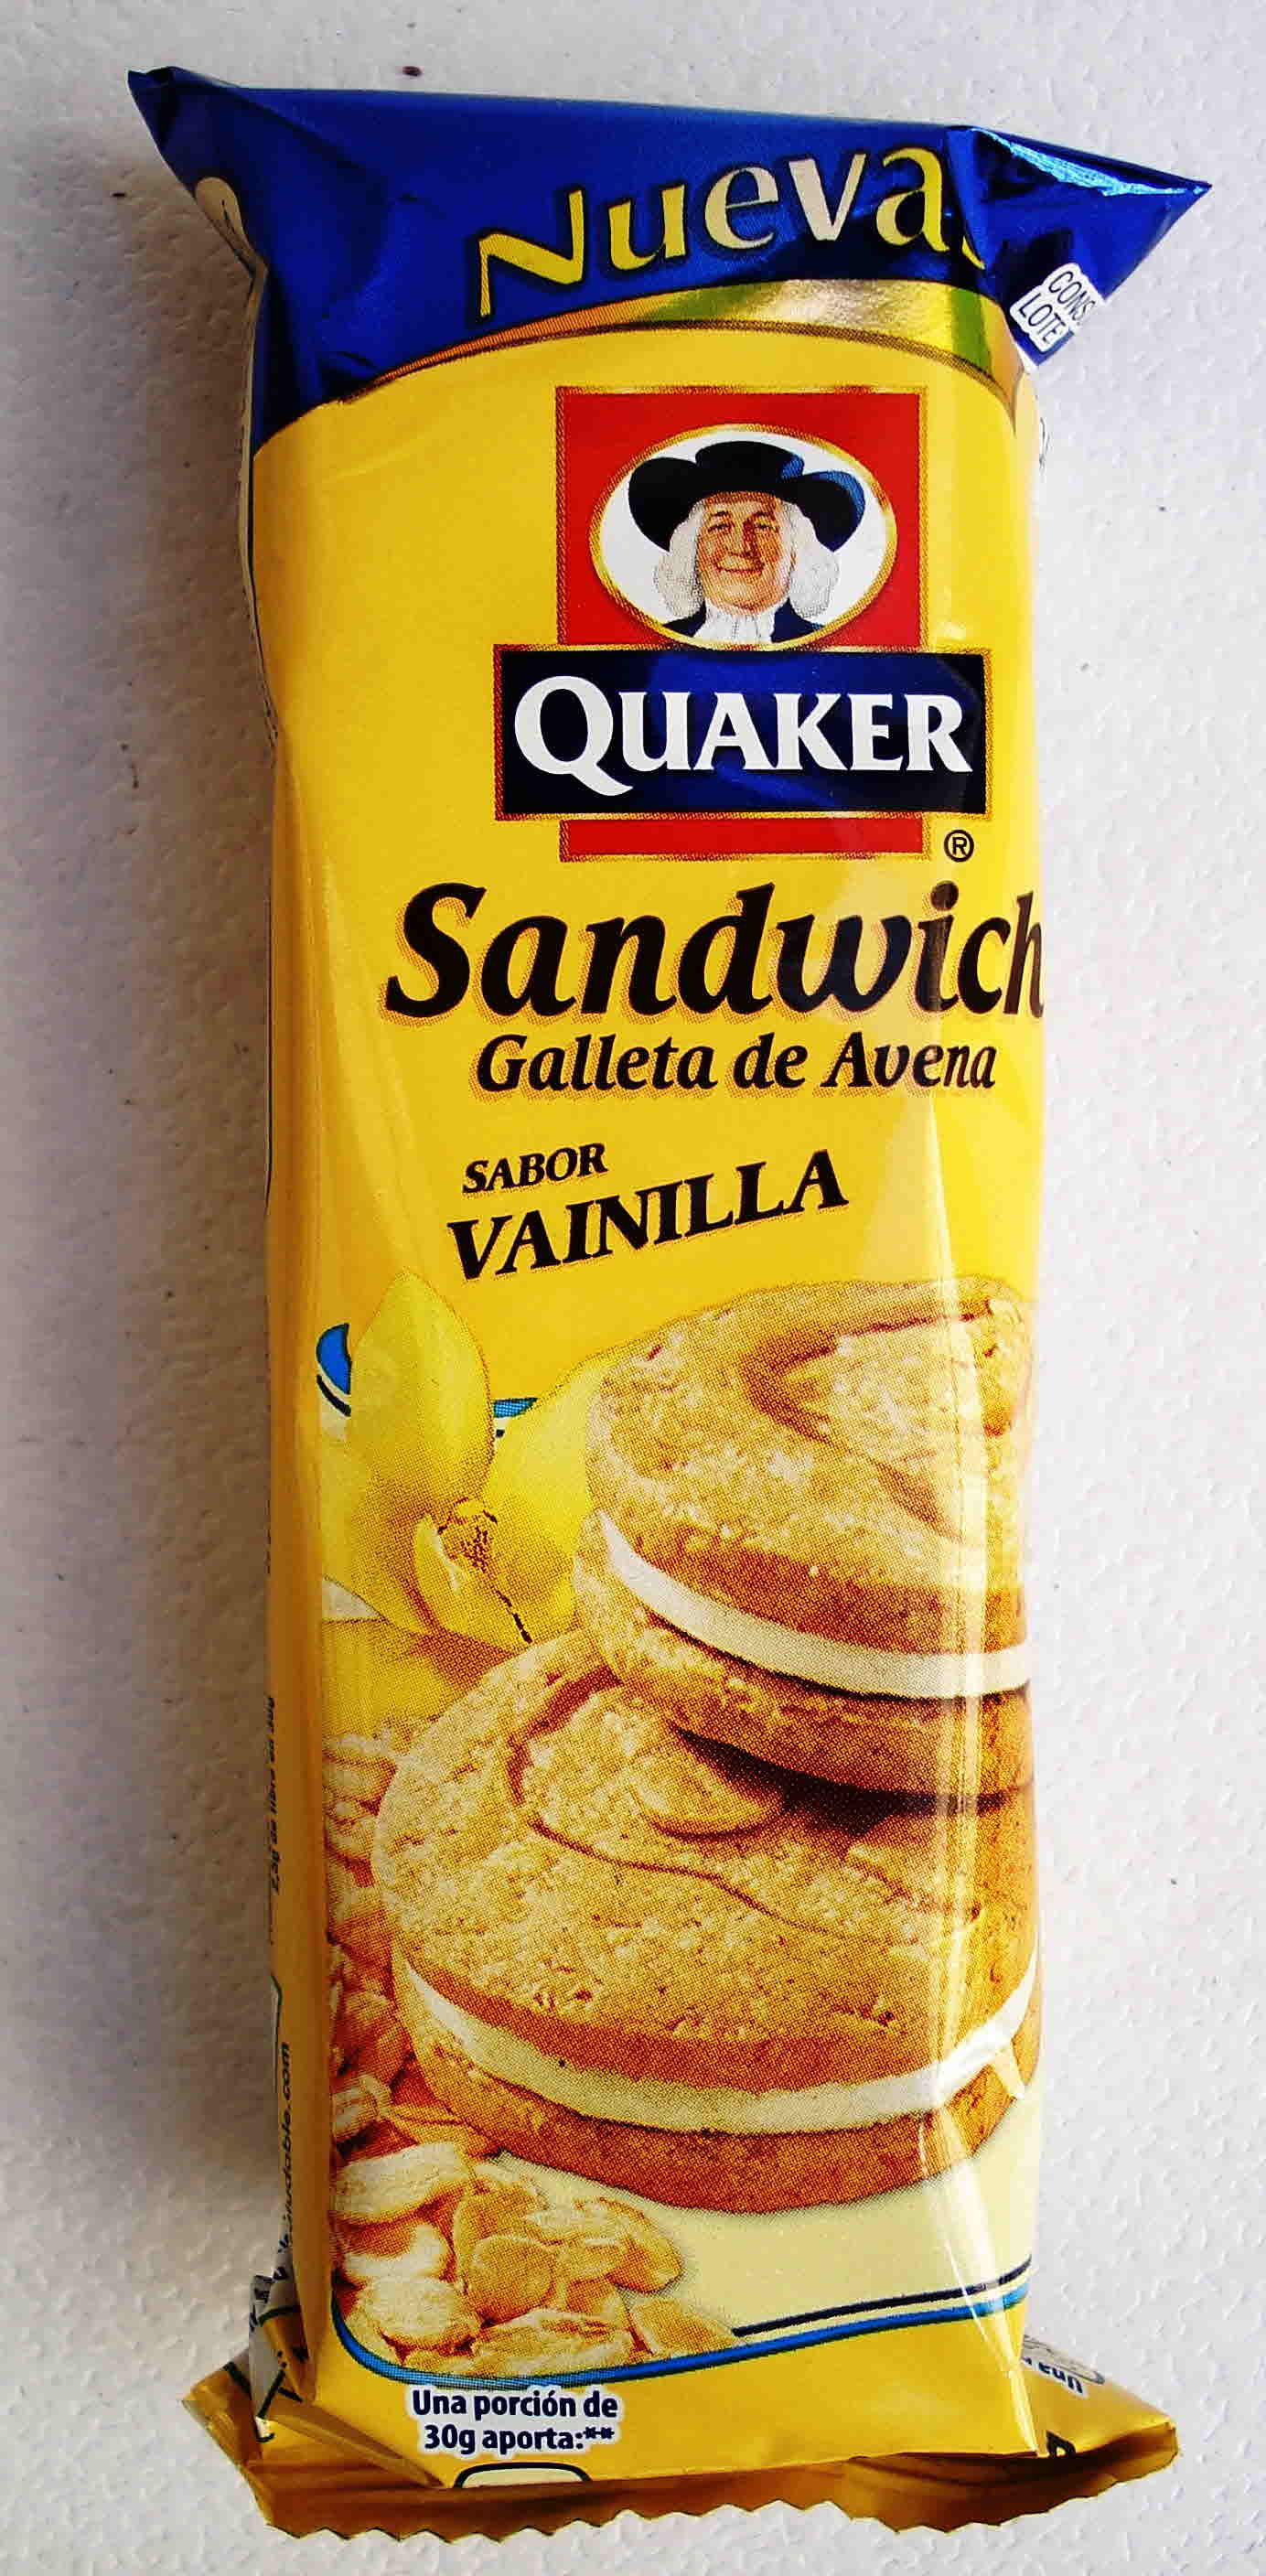 Nueva
CONS
LOTE
QUAKER
®
Sandwich
Galleta de Avena
SABOR
VAINILLA
Una porción de
30g aporta:**